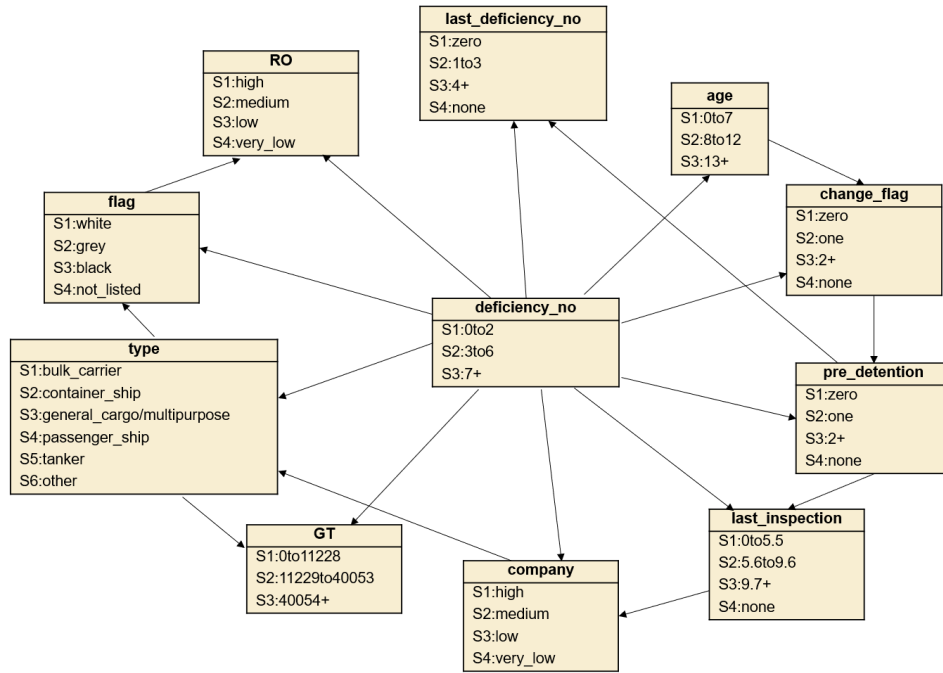 last_deficiency_no
S1:zero
S2:1to3
S3:4+
S4:none
RO
S1:high
S2:medium
S3:low
S4:very_low
age
S1:0to7
S2:8to12
S3:13+
flag
S1:white
S2:grey
S3:black
S4:not_listed
change_flag
S1:zero
S2:one
S3:2+
S4:none
deficiency_no
S1:0to2
S2:3to6
S3:7+
type
S1:bulk_carrier
S2:container_ship
S3:general_cargo/multipurpose
S4:passenger_ship
S5:tanker
S6:other
pre_detention
S1:zero
S2:one
S3:2+
S4:none
GT
S1:0to11228
S2:11229to40053
S3:40054+
company
S1:high
S2:medium
S3:low
S4:very_low
last_inspection
S1:0to5.5
S2:5.6to9.6
S3:9.7+
S4:none